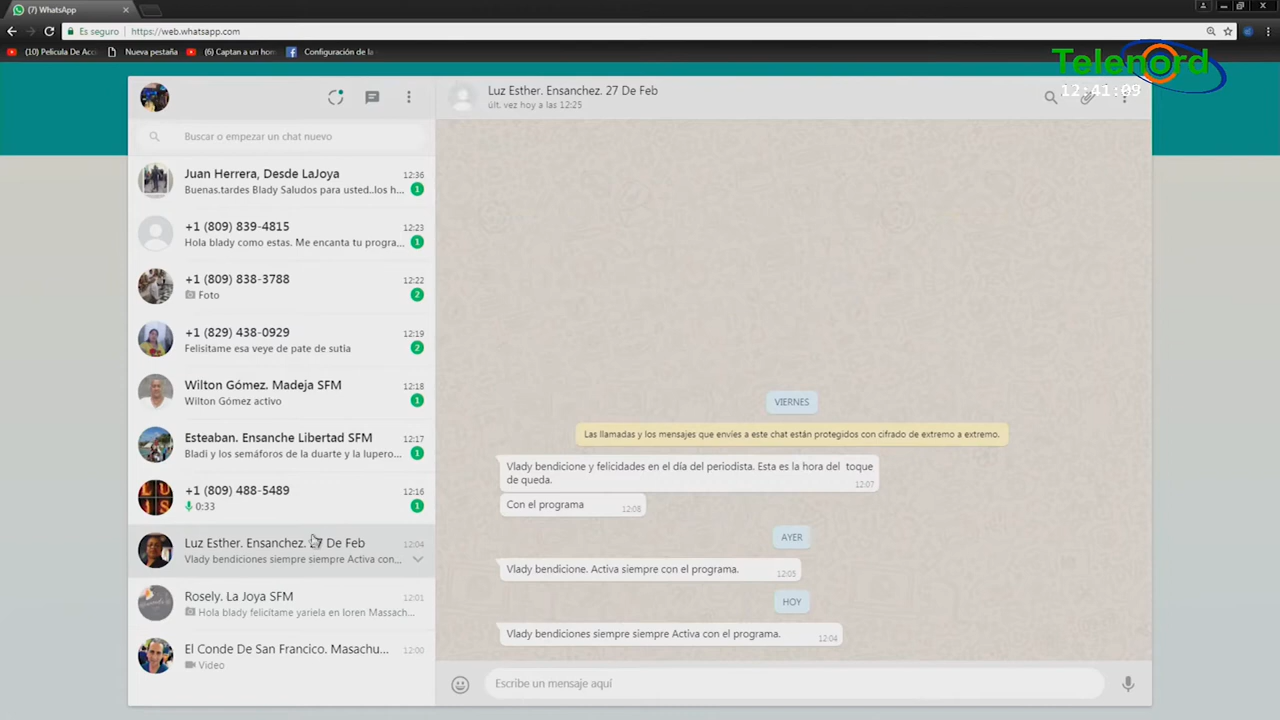 (7) WhatsApp
Es seguro
https://web.whatsapp.com
(10) Pelicula De Acc
Nueva pestaña
(6) Captan a un hom
Configuración de la
Telenord
12:41:09
Buscar o empezar un chat nuevo
Juan Herrera, Desde LaJoya
12:36
Buenas.tardes Blady Saludos para usted..los h...
1
+1 (809) 839-4815
12:23
Hola blady como estas. Me encanta tu progra...
1
+1 (809) 838-3788
12:22
Foto
2
+1 (829) 438-0929
12:19
Felisitame esa veye de pate de sutia
2
Wilton Gómez. Madeja SFM
12:18
Wilton Gómez activo
1
Esteaban. Ensanche Libertad SFM
12:17
Bladi y los semáforos de la duarte y la lupero...
1
+1 (809) 488-5489
12:16
0:33
1
LUIS
Luz Esther. Ensanchez. 27 De Feb
12:04
Vlady bendiciones siempre siempre Activa con...
Rosely. La Joya SFM
12:01
Hola blady felicítame yariela en loren Massach...
El Conde De San Francico. Masachu...
12:00
Video
Luz Esther. Ensanchez. 27 De Feb
últ. vez hoy a las 12:25
VIERNES
Las llamadas y los mensajes que envíes a este chat están protegidos con cifrado de extremo a extremo.
Vlady bendicione y felicidades en el día del periodista. Esta es la hora del toque
de queda.
12:07
Con el programa
12:08
AYER
Vlady bendicione. Activa siempre con el programa.
12:05
HOY
Vlady bendiciones siempre siempre Activa con el programa.
12:04
Escribe un mensaje aquí